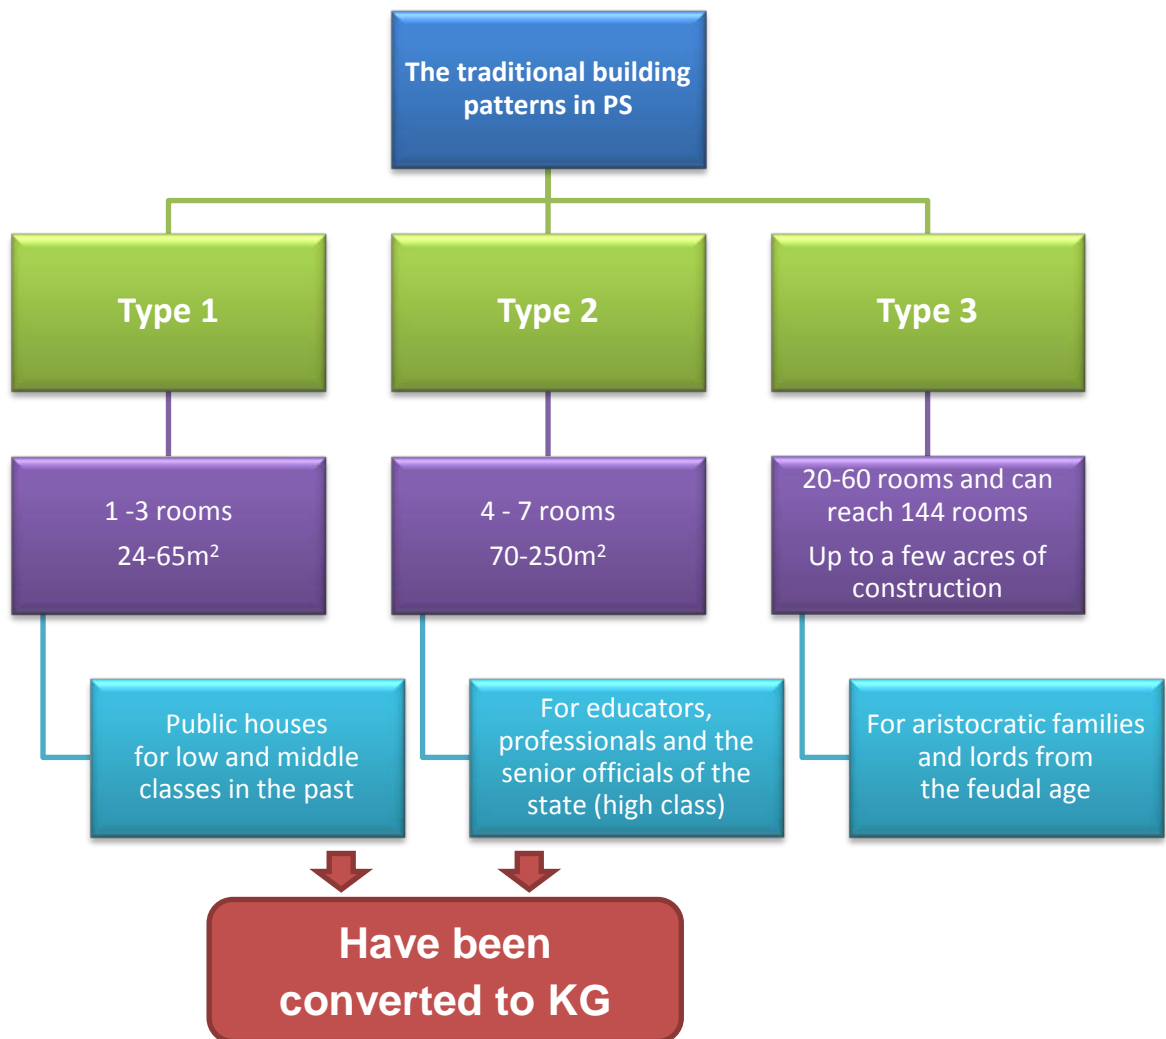 The traditional building
patterns in PS
Type 1
Type 2
Type 3
1 -3 rooms
24-65m²
4 - 7 rooms
70-250m²
20-60 rooms and can
reach 144 rooms
Up to a few acres of
construction
Public houses
for low and middle
classes in the past
For educators,
professionals and the
senior officials of the
state (high class)
For aristocratic families
and lords from
the feudal age
Have been
converted to KG